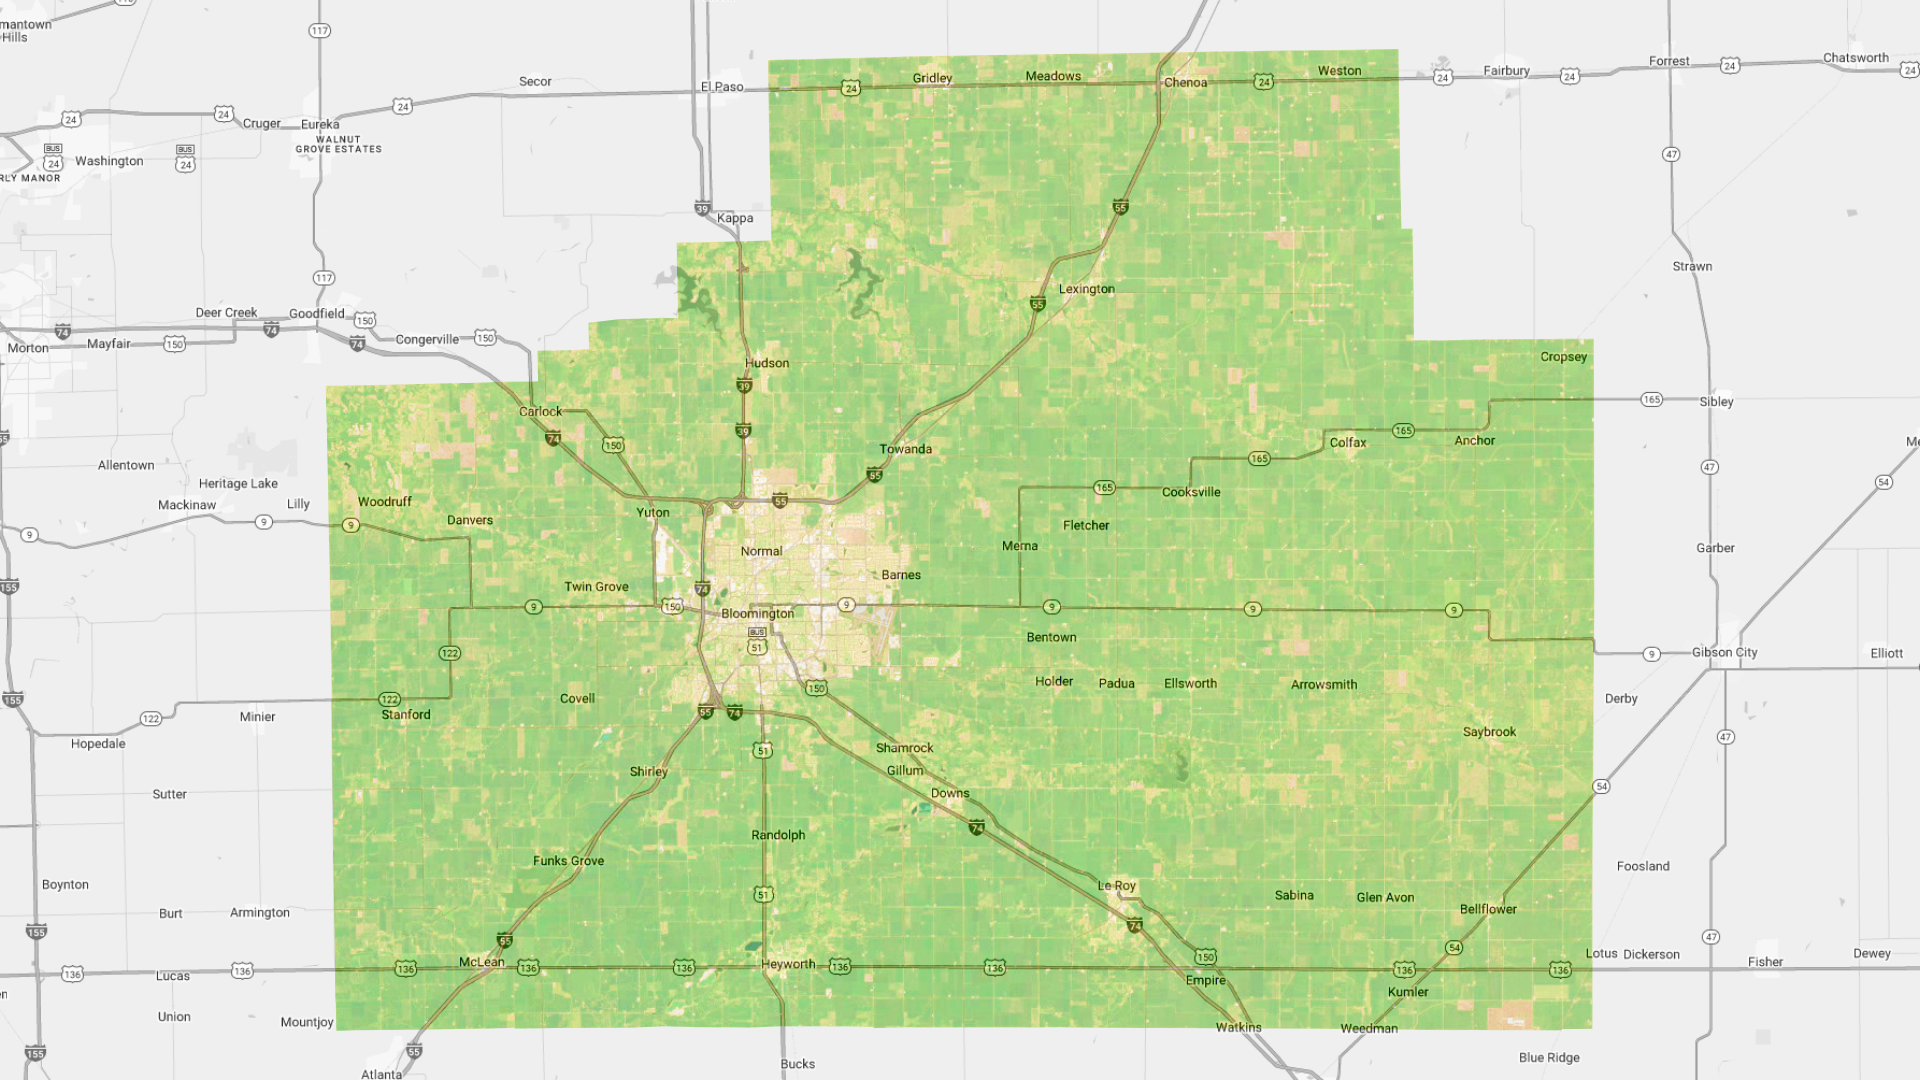 117
mantown
Hills
Secor
El Paso
24
Gridley
Meadows
Chenoa
24
Weston
24
Fairbury
24
Forrest
24
Chatsworth
24
24
24
24
Cruger
Eureka
WALNUT
GROVE ESTATES
BUS
24
BUS
24
Washington
RLY MANOR
47
39
Kappa
55
117
Strawn
Deer Creek
Goodfield
150
74
74
Morton
Mayfair
150
74
Congerville
150
Lexington
55
Hudson
39
Cropsey
Carlock
74
150
39
165
Sibley
165
Colfax
Anchor
Towanda
55
165
Allentown
Heritage Lake
Mackinaw
Lilly
9
9
Woodruff
9
Danvers
Yuton
55
165
Cooksville
47
54
Fletcher
Normal
Merna
Garber
Barnes
155
Twin Grove
74
9
150
Bloomington
9
9
9
9
BUS
51
122
Bentown
9
Gibson City
Elliott
155
122
122
Stanford
Minier
Hopedale
Covell
150
55
74
Holder
Padua
Ellsworth
Arrowsmith
Derby
Saybrook
47
51
Shamrock
Gillum
Shirley
Downs
Sutter
54
74
Randolph
Funks Grove
Boynton
Foosland
Le Roy
51
Sabina
Glen Avon
Bellflower
Burt
Armington
155
55
74
47
54
150
McLean
136
136
Lucas
136
136
136
Heyworth
136
136
Empire
136
136
Lotus
Dickerson
Fisher
Dewey
Kumler
Union
Mountjoy
Watkins
Weedman
155
55
Atlanta
Bucks
Blue Ridge